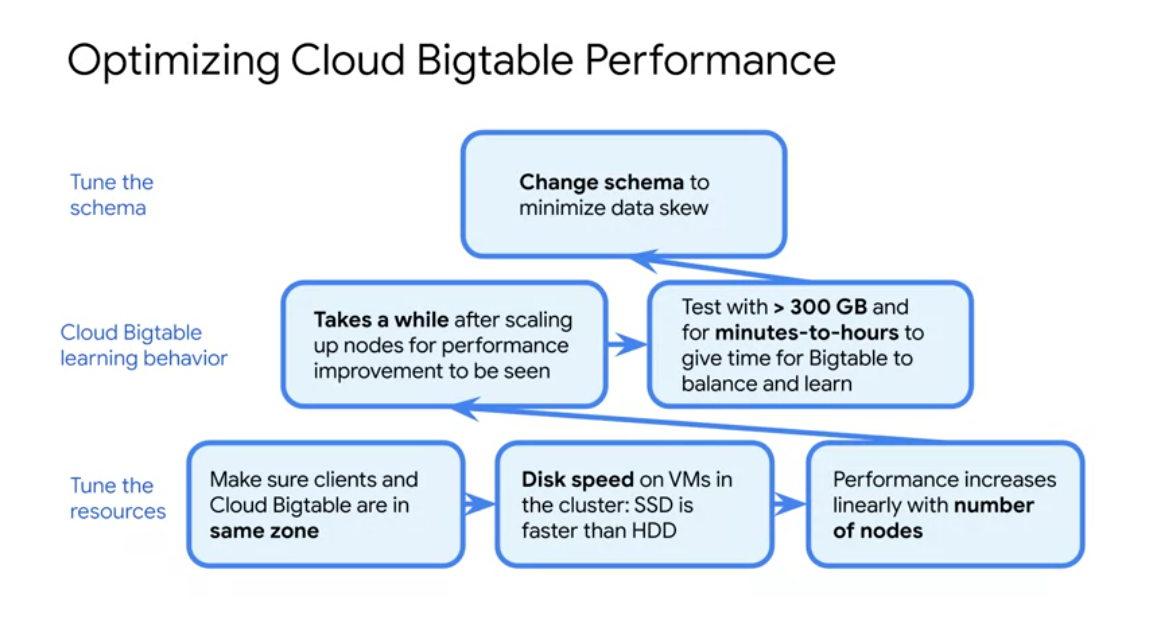 Optimizing Cloud Bigtable Performance
Tune the
schema
Change schema to
minimize data skew
Cloud Bigtable
learning behavior
Takes a while after scaling
up nodes for performance
improvement to be seen
Test with > 300 GB and
for minutes-to-hours to
give time for Bigtable to
balance and learn
Tune the
resources
Make sure clients and
Cloud Bigtable are in
same zone
Disk speed on VMs in
the cluster: SSD is
faster than HDD
Performance increases
linearly with number
of nodes